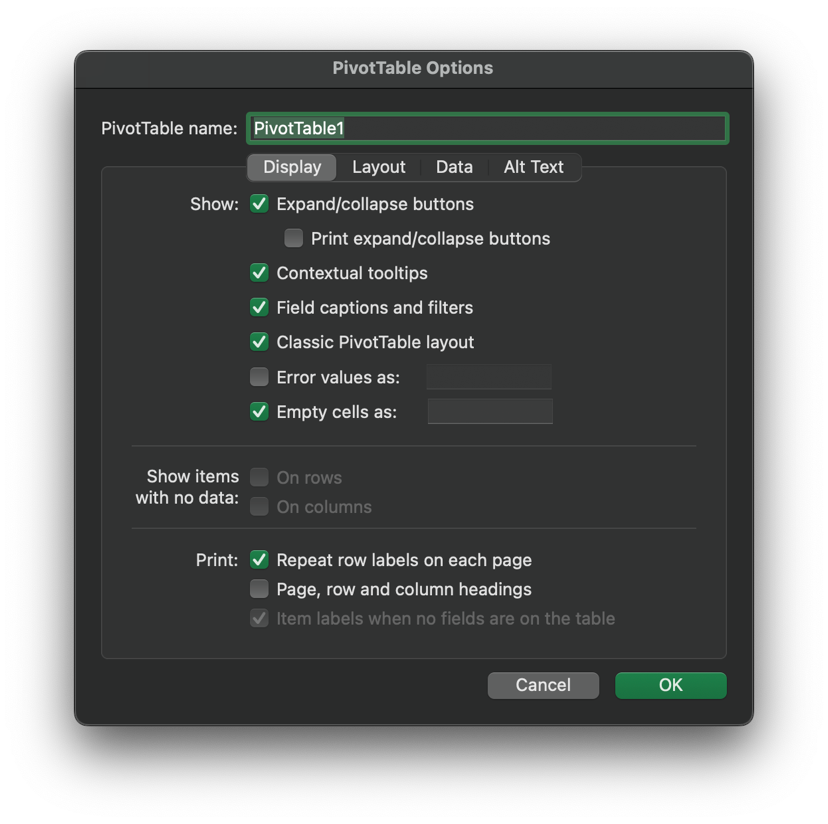 PivotTable Options
PivotTable name: PivotTable1
Display Layout Data Alt Text
Show: Expand/collapse buttons
Print expand/collapse buttons
Contextual tooltips
Field captions and filters
Classic PivotTable layout
Error values as:
Empty cells as:
Show items
with no data:
On rows
On columns
Print: Repeat row labels on each page
Page, row and column headings
Item labels when no fields are on the table
Cancel OK